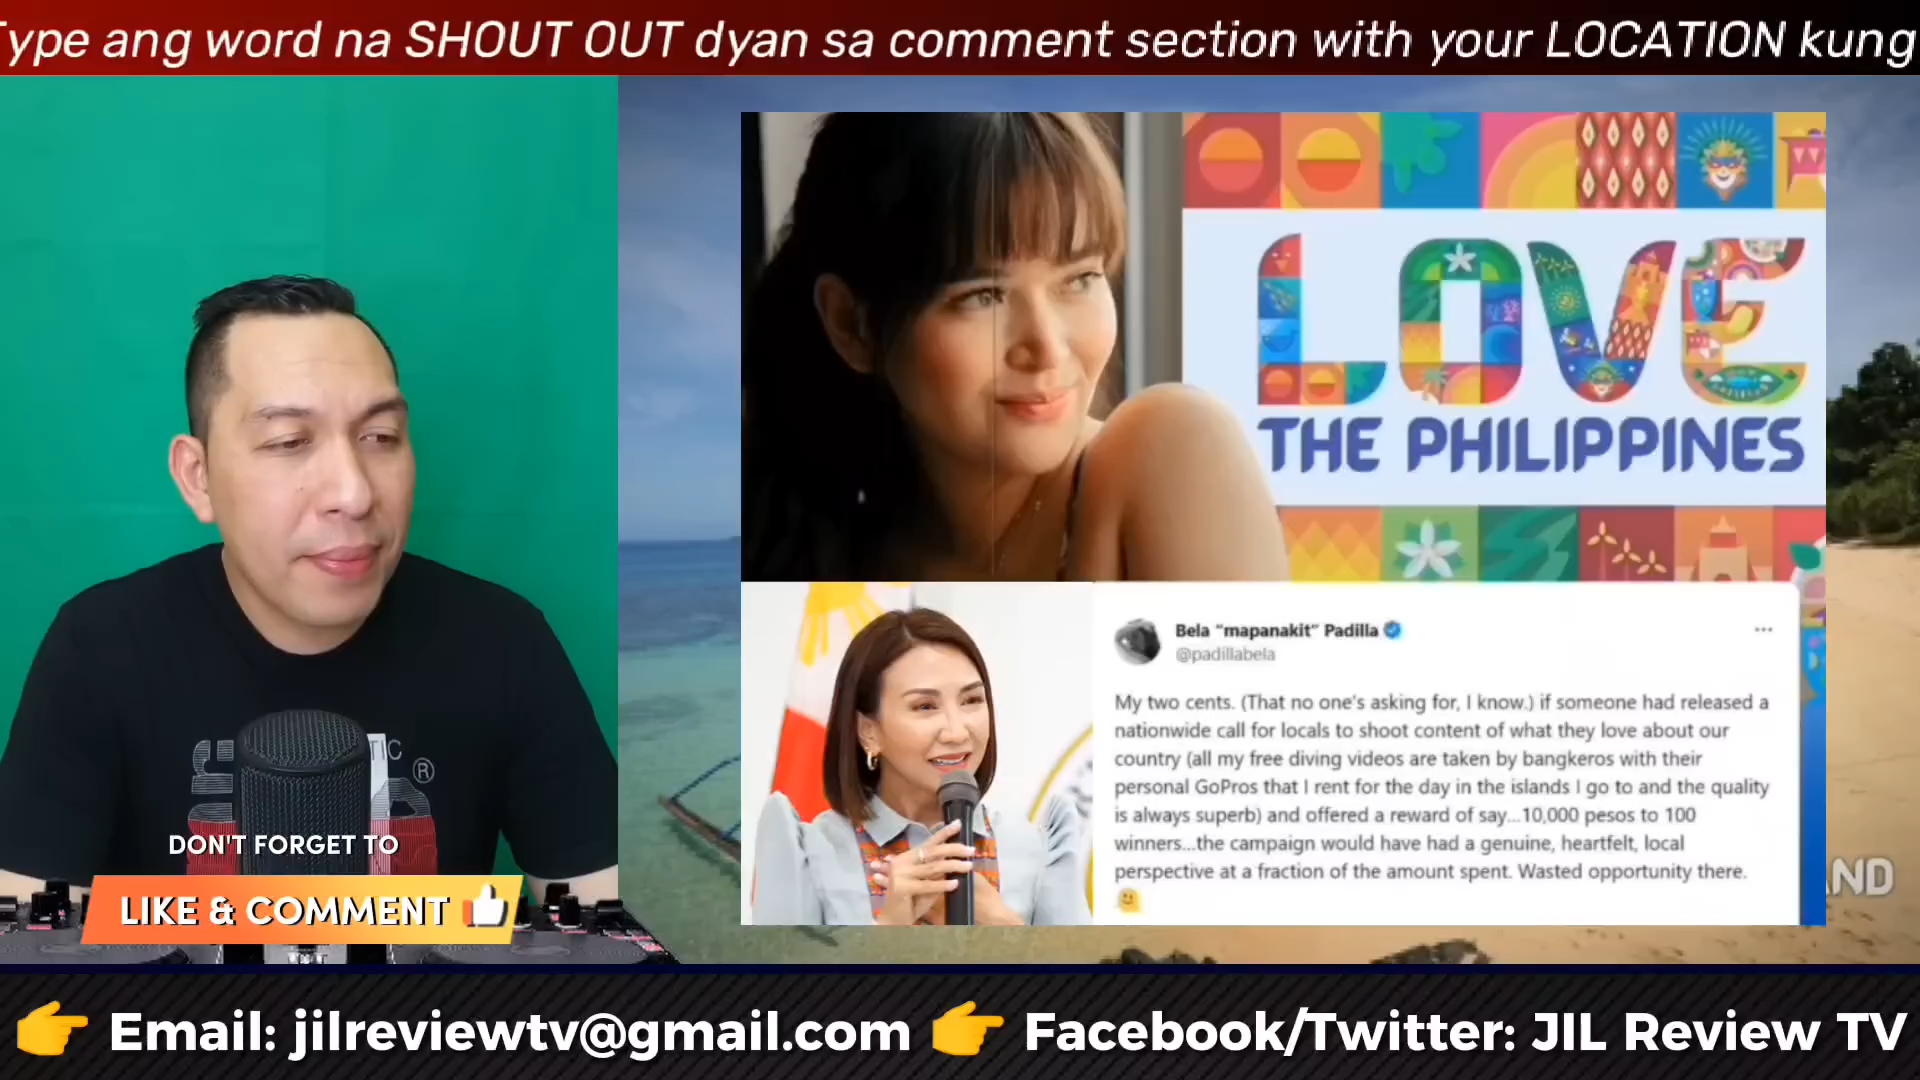 Type ang word na SHOUT OUT dyan sa comment section with your LOCATION kung
LOVE
THE PHILIPPINES
Bela "mapanakit" Padilla
@padillabela
My two cents. (That no one's asking for, I know.) if someone had released a
nationwide call for locals to shoot content of what they love about our
country (all my free diving videos are taken by bangkeros with their
personal GoPros that I rent for the day in the islands I go to and the quality
is always superb) and offered a reward of say...10,000 pesos to 100
winners...the campaign would have had a genuine, heartfelt, local
perspective at a fraction of the amount spent. Wasted opportunity there.
TIC
®
DON'T FORGET TO
LIKE & COMMENT
ND
Email: jilreviewtv@gmail.com
Facebook/Twitter: JIL Review TV